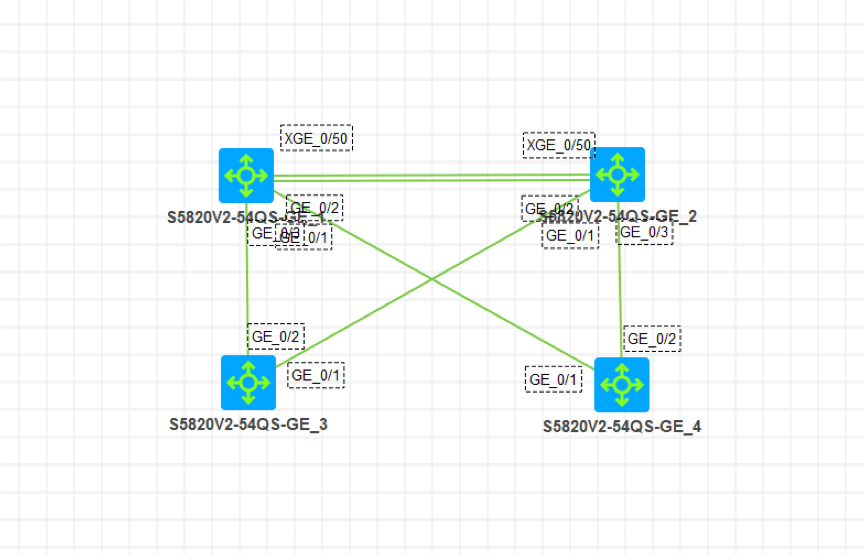 XGE_0/50
XGE_0/50
GE_0/2
GE_0/2
S5820V2-54QS-GE_1
S5820V2-54QS-GE_2
GE_0/3
GE_0/1
GE_0/1
GE_0/3
GE_0/2
GE_0/2
GE_0/1
GE_0/1
S5820V2-54QS-GE_3
S5820V2-54QS-GE_4